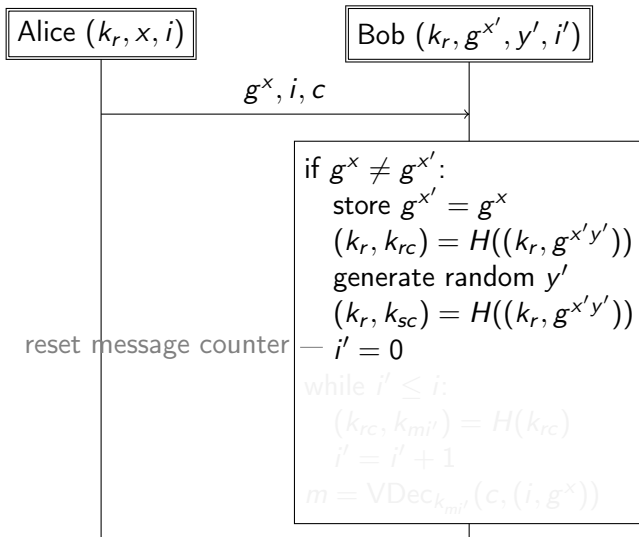 Alice (k_r, x, i)
Bob (k_r, g^{x′}, y′, i′)
g^x, i, c
if g^x ≠ g^{x′}:
store g^{x′} = g^x
(k_r, k_{rc}) = H((k_r, g^{x′y′}))
generate random y′
(k_r, k_{sc}) = H((k_r, g^{x′y′}))
reset message counter — i′ = 0
while i′ ≤ i:
(k_{rc}, k_{mi′}) = H(k_{rc})
i′ = i′ + 1
m = VDec_{k_{mi′}}(c, (i, g^x))